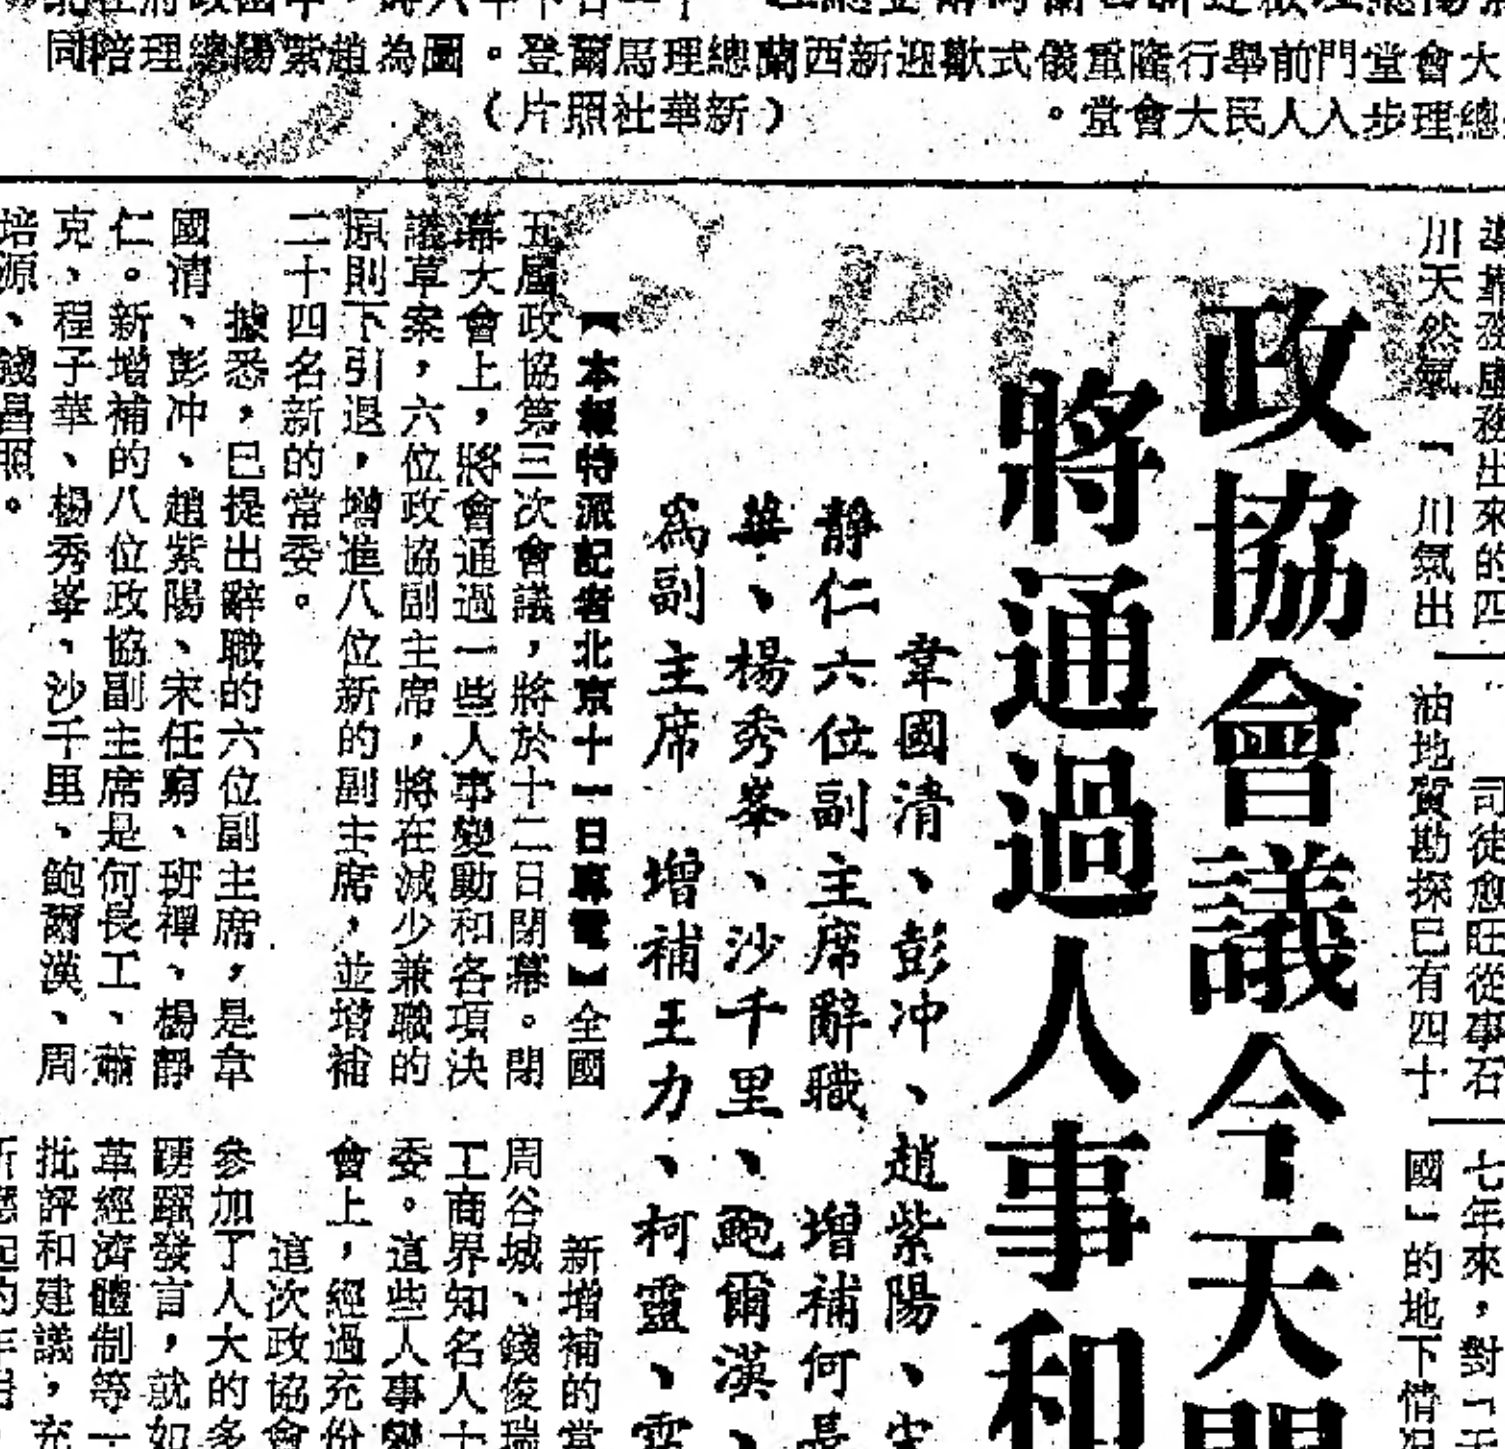 同陪理總陽紫趙為圖。登爾馬理總蘭西新迎歡式儀重隆行舉前門堂會大
(片照社華新)
。堂會大民人入步理總
川天然氣「川氣出
油地質勘探已有四十
司徒愈旺從事石
七年來，對「天
國」的地下情况
政協會議今天閉
將通過人事和
韋國清、彭冲、趙紫陽、宋
靜仁六位副主席辭職 增補何長
華、楊秀峯、沙千里、鮑爾漢、
為副主席 增補王力、柯靈、霍
【本報特派記者北京十一日專電】全國
五屆政協第三次會議，將於十二日閉幕。閉
幕大會上，將會通過一些人事變動和各項決
議草案，六位政協副主席，將在減少兼職的
原則下引退，增進八位新的副主席，並增補
二十四名新的常委。
據悉，已提出辭職的六位副主席，是韋
國清、彭冲、趙紫陽、宋任窮、班禪、楊靜
仁。新增補的八位政協副主席是何長工、蕭
克、程子華、楊秀峯、沙千里、鮑爾漢、周
培源、錢昌照。
新增補的常
周谷城、錢俊瑞
工商界知名人士
委。這些人事變
會上，經過充份
這次政協會
參加了人大的多
踴躍發言，就如
革經濟體制等一
批評和建議，充